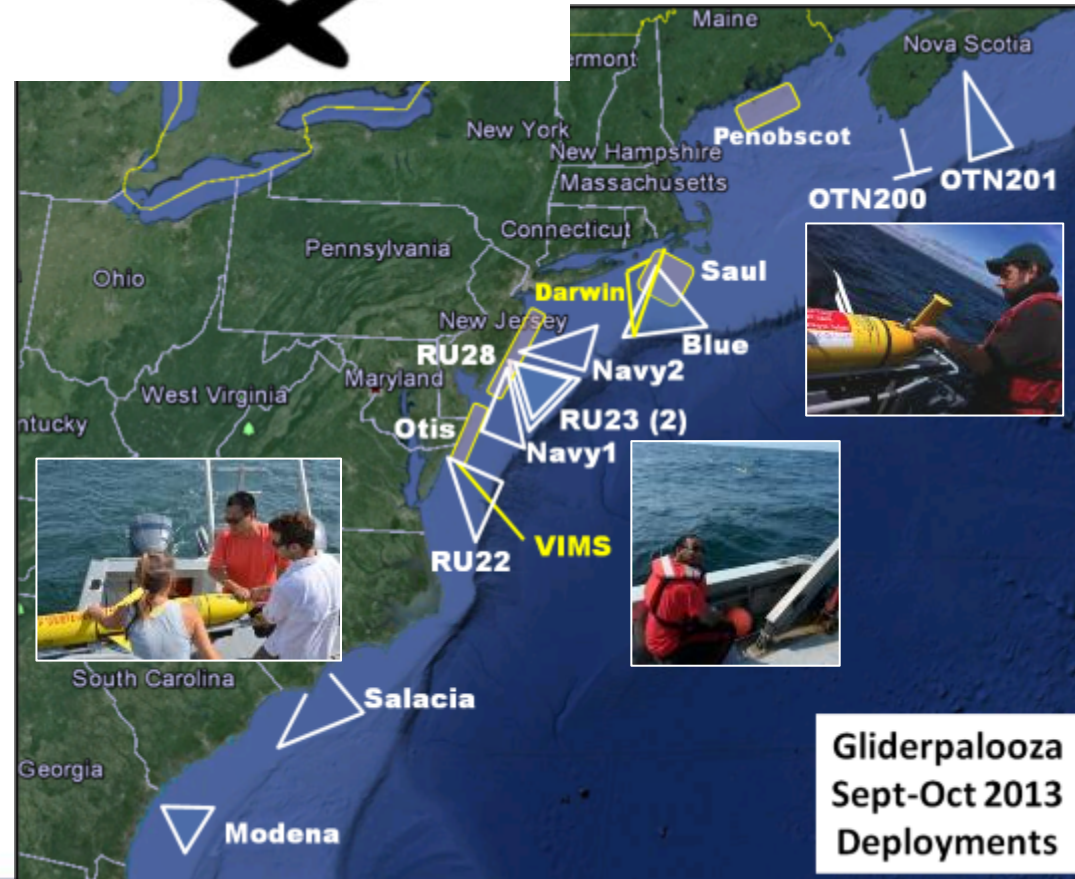 Maine
Nova Scotia
ermont
Penobscot
New York
New Hampshire
Massachusetts
OTN201
OTN200
Connecticut
Pennsylvania
Saul
Ohio
Darwin
New Jersey
Blue
RU28
Navy2
Maryland
West Virginia
RU23 (2)
ntucky
Otis
Navy1
VIMS
RU22
South Carolina
Salacia
Georgia
Modena
Gliderpalooza
Sept-Oct 2013
Deployments